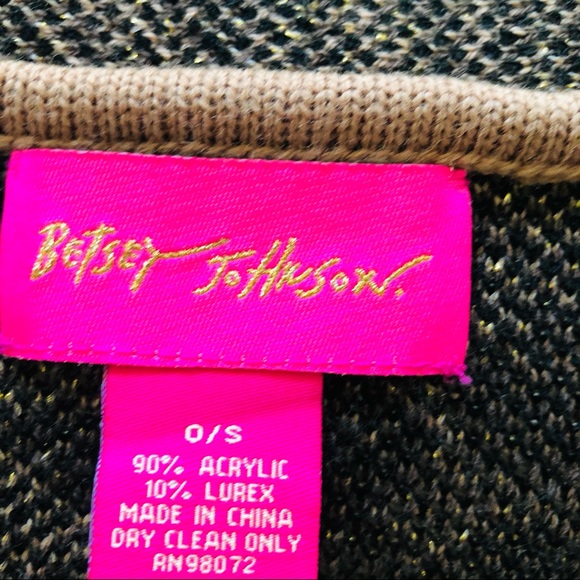 BETSEY JOHNSON.
O/S
90% ACRYLIC
10% LUREX
MADE IN CHINA
DRY CLEAN ONLY
RN98072